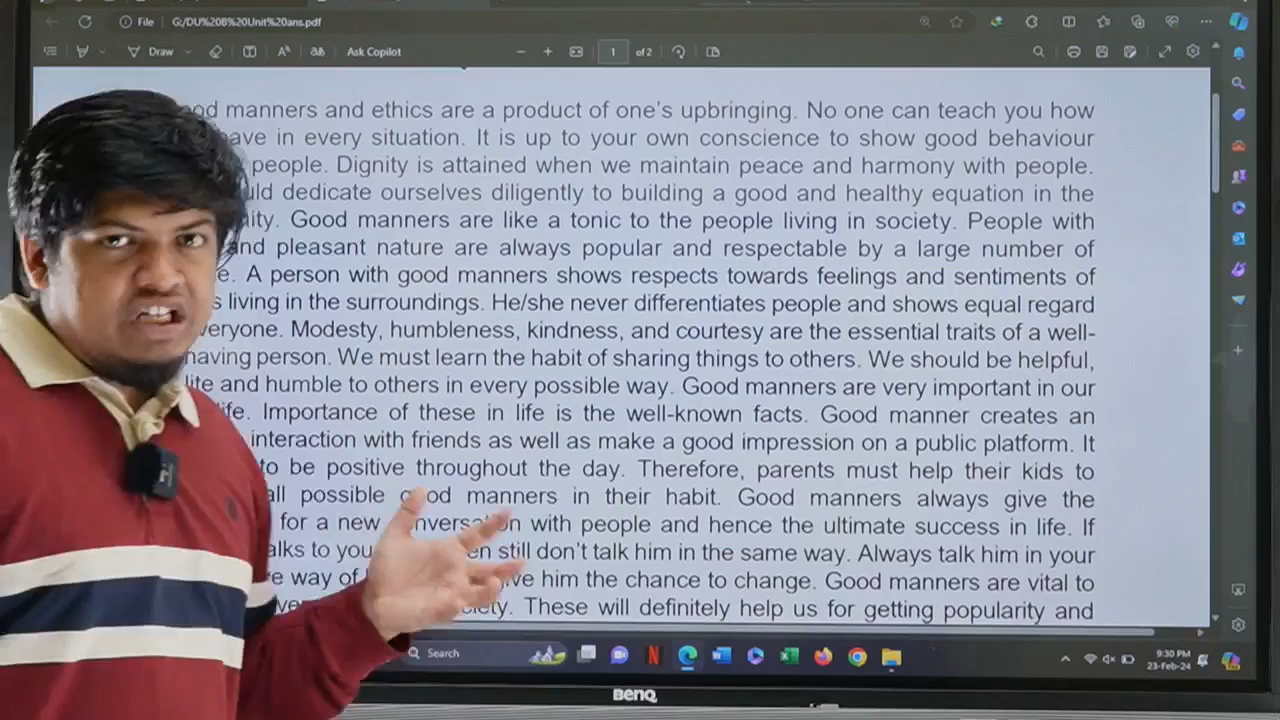 File G:/DU%20B%20Unit%20ans.pdf
Draw Ask Copilot 1 of 2
ood manners and ethics are a product of one's upbringing. No one can teach you how
ave in every situation. It is up to your own conscience to show good behaviour
people. Dignity is attained when we maintain peace and harmony with people.
uld dedicate ourselves diligently to building a good and healthy equation in the
ity. Good manners are like a tonic to the people living in society. People with
and pleasant nature are always popular and respectable by a large number of
e. A person with good manners shows respects towards feelings and sentiments of
s living in the surroundings. He/she never differentiates people and shows equal regard
veryone. Modesty, humbleness, kindness, and courtesy are the essential traits of a well-
having person. We must learn the habit of sharing things to others. We should be helpful,
lite and humble to others in every possible way. Good manners are very important in our
life. Importance of these in life is the well-known facts. Good manner creates an
interaction with friends as well as make a good impression on a public platform. It
to be positive throughout the day. Therefore, parents must help their kids to
all possible good manners in their habit. Good manners always give the
for a new conversation with people and hence the ultimate success in life. If
alks to you en still don't talk him in the same way. Always talk him in your
e way of ve him the chance to change. Good manners are vital to
ve ciety. These will definitely help us for getting popularity and
Search
9:30 PM
23-Feb-24
BenQ